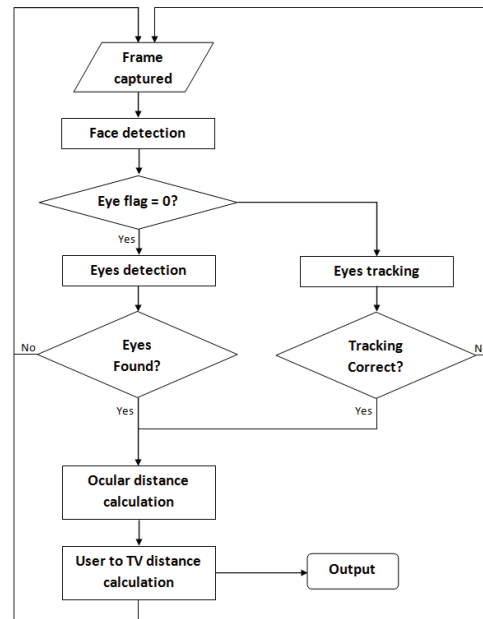 Frame
captured
Face detection
Eye flag = 0?
Yes
Eyes detection
Eyes tracking
No
Eyes
Found?
Tracking
Correct?
N
Yes
Yes
Ocular distance
calculation
User to TV distance
calculation
Output